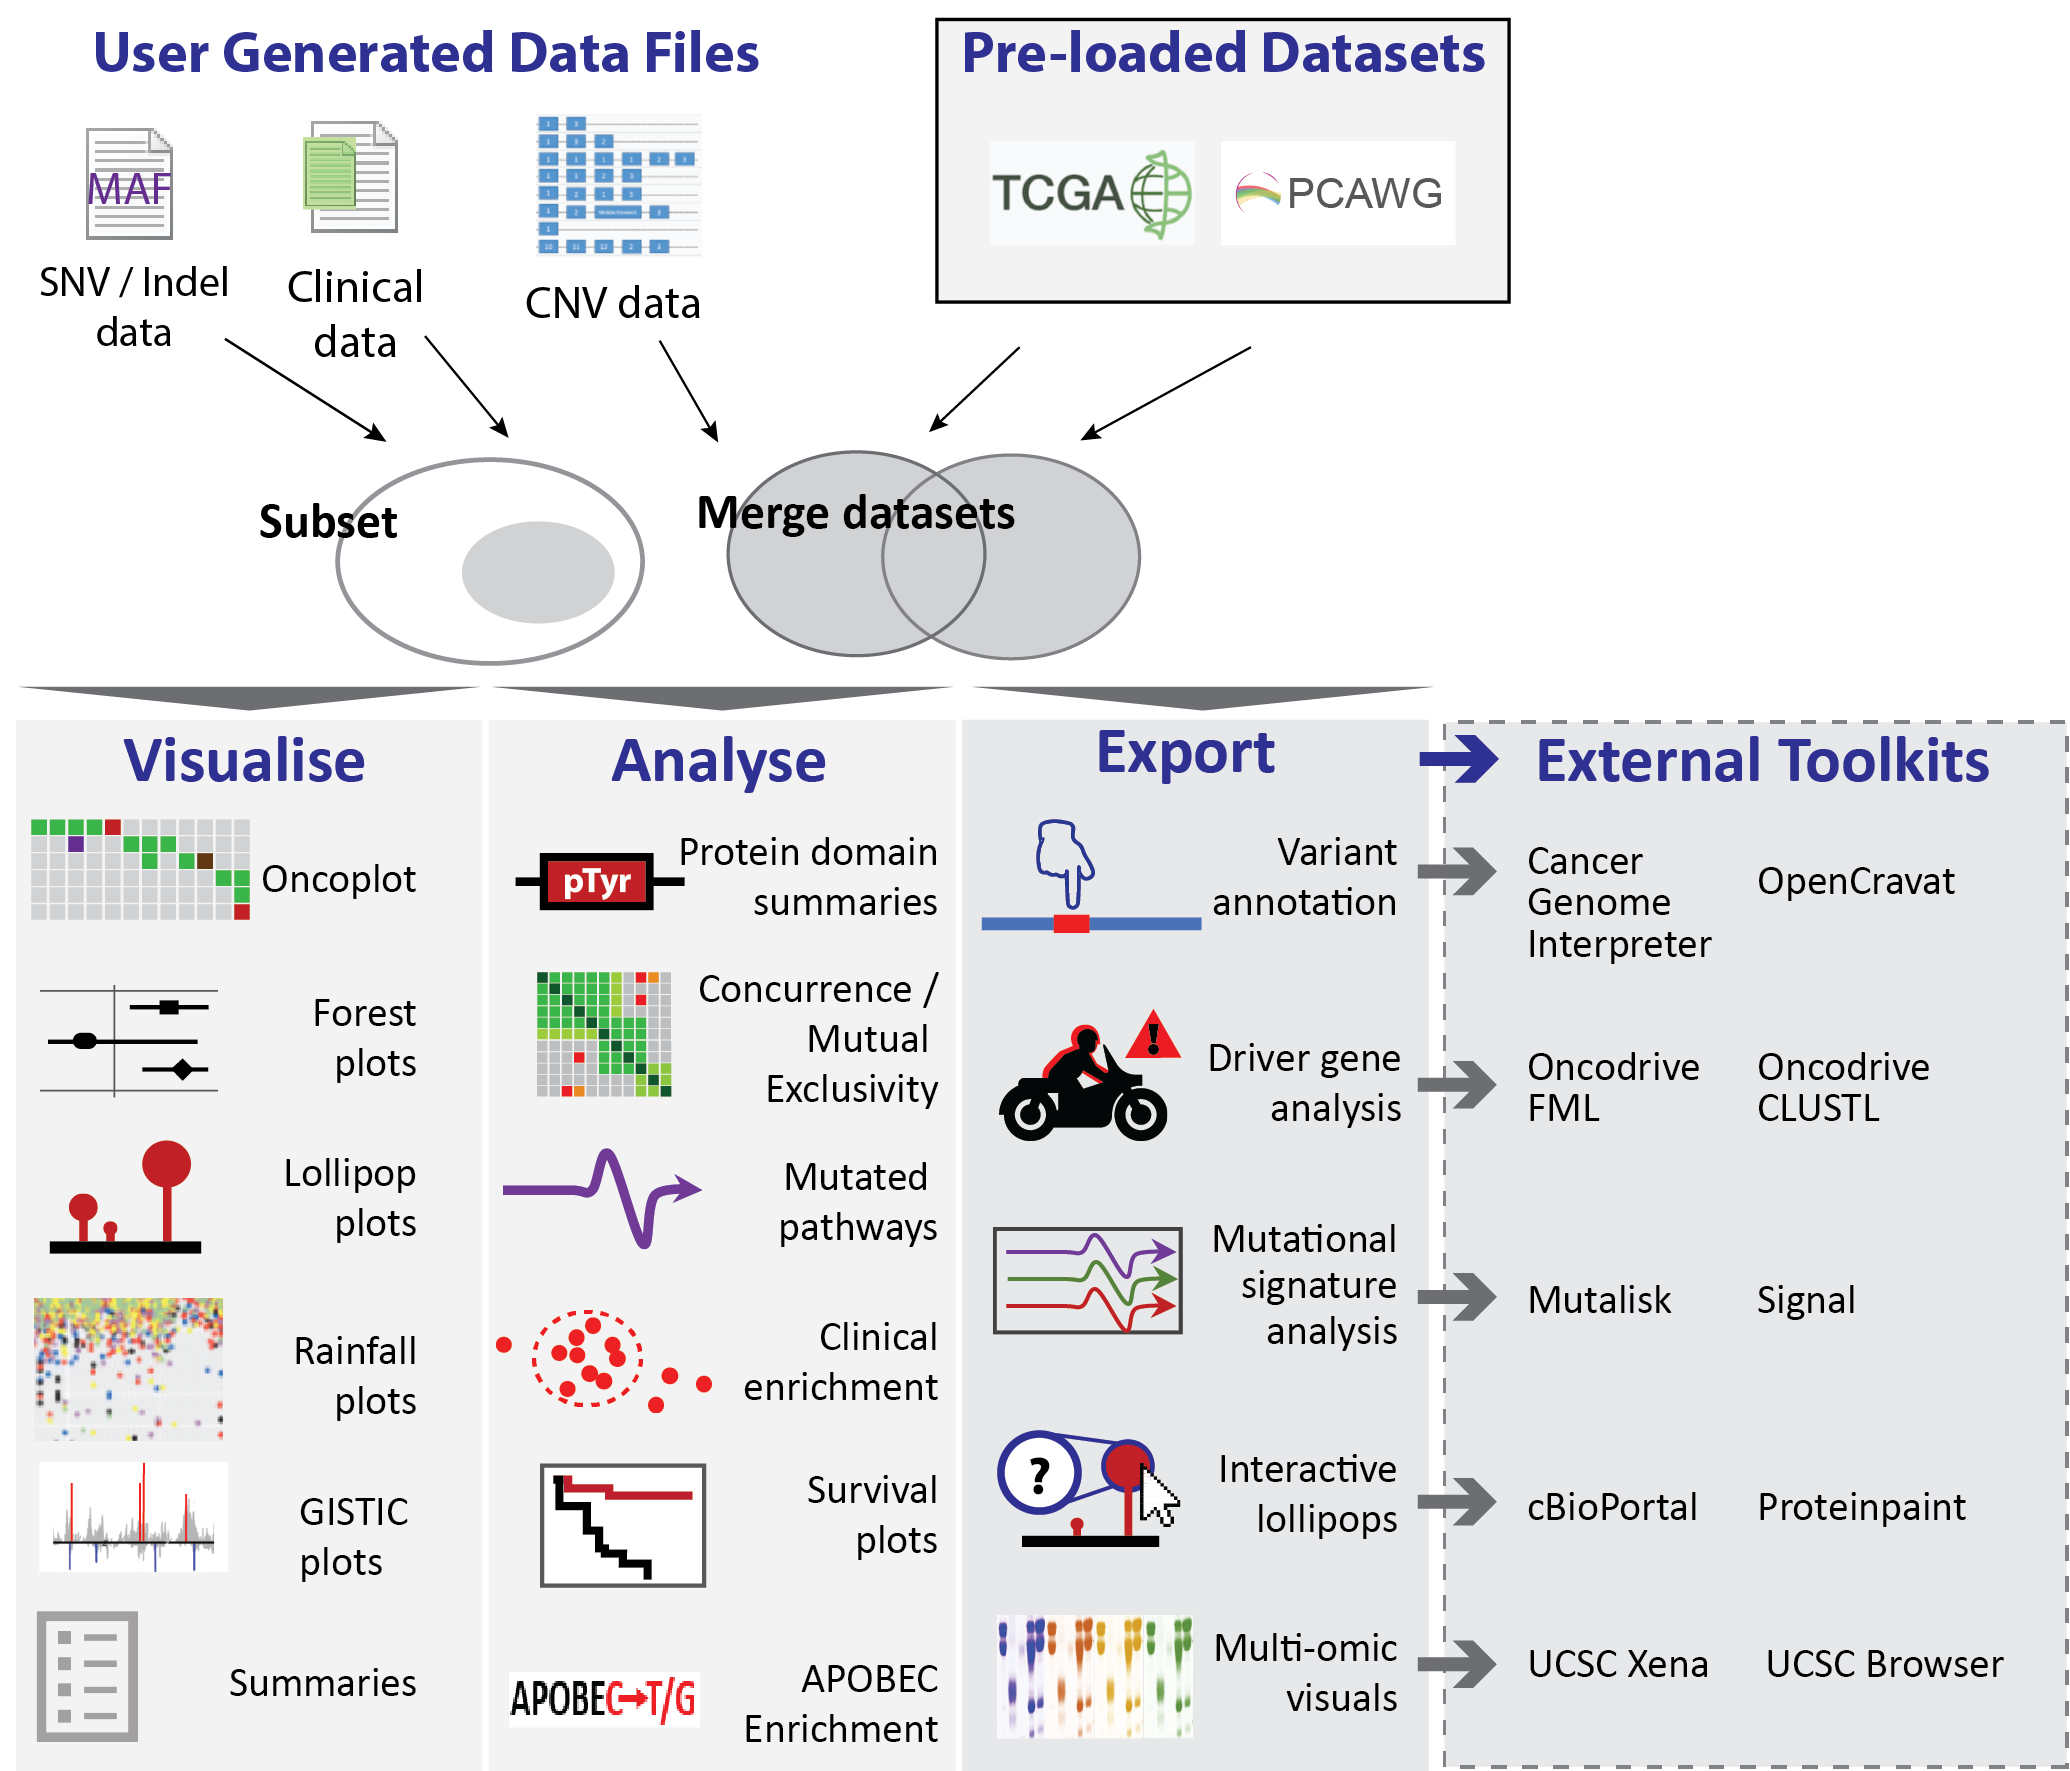 User Generated Data Files
Pre-loaded Datasets
MAF
TCGA
PCAWG
SNV / Indel
data
Clinical
data
CNV data
Subset
Merge datasets
Visualise
Oncoplot
Forest
plots
Lollipop
plots
Rainfall
plots
GISTIC
plots
Summaries
Analyse
pTyr
Protein domain
summaries
Concurrence /
Mutual
Exclusivity
Mutated
pathways
Clinical
enrichment
Survival
plots
APOBEC→T/G
APOBEC
Enrichment
Export
Variant
annotation
!
Driver gene
analysis
Mutational
signature
analysis
?
Interactive
lollipops
Multi-omic
visuals
External Toolkits
Cancer
Genome
Interpreter
OpenCravat
Oncodrive
FML
Oncodrive
CLUSTL
Mutalisk
Signal
cBioPortal
Proteinpaint
UCSC Xena
UCSC Browser